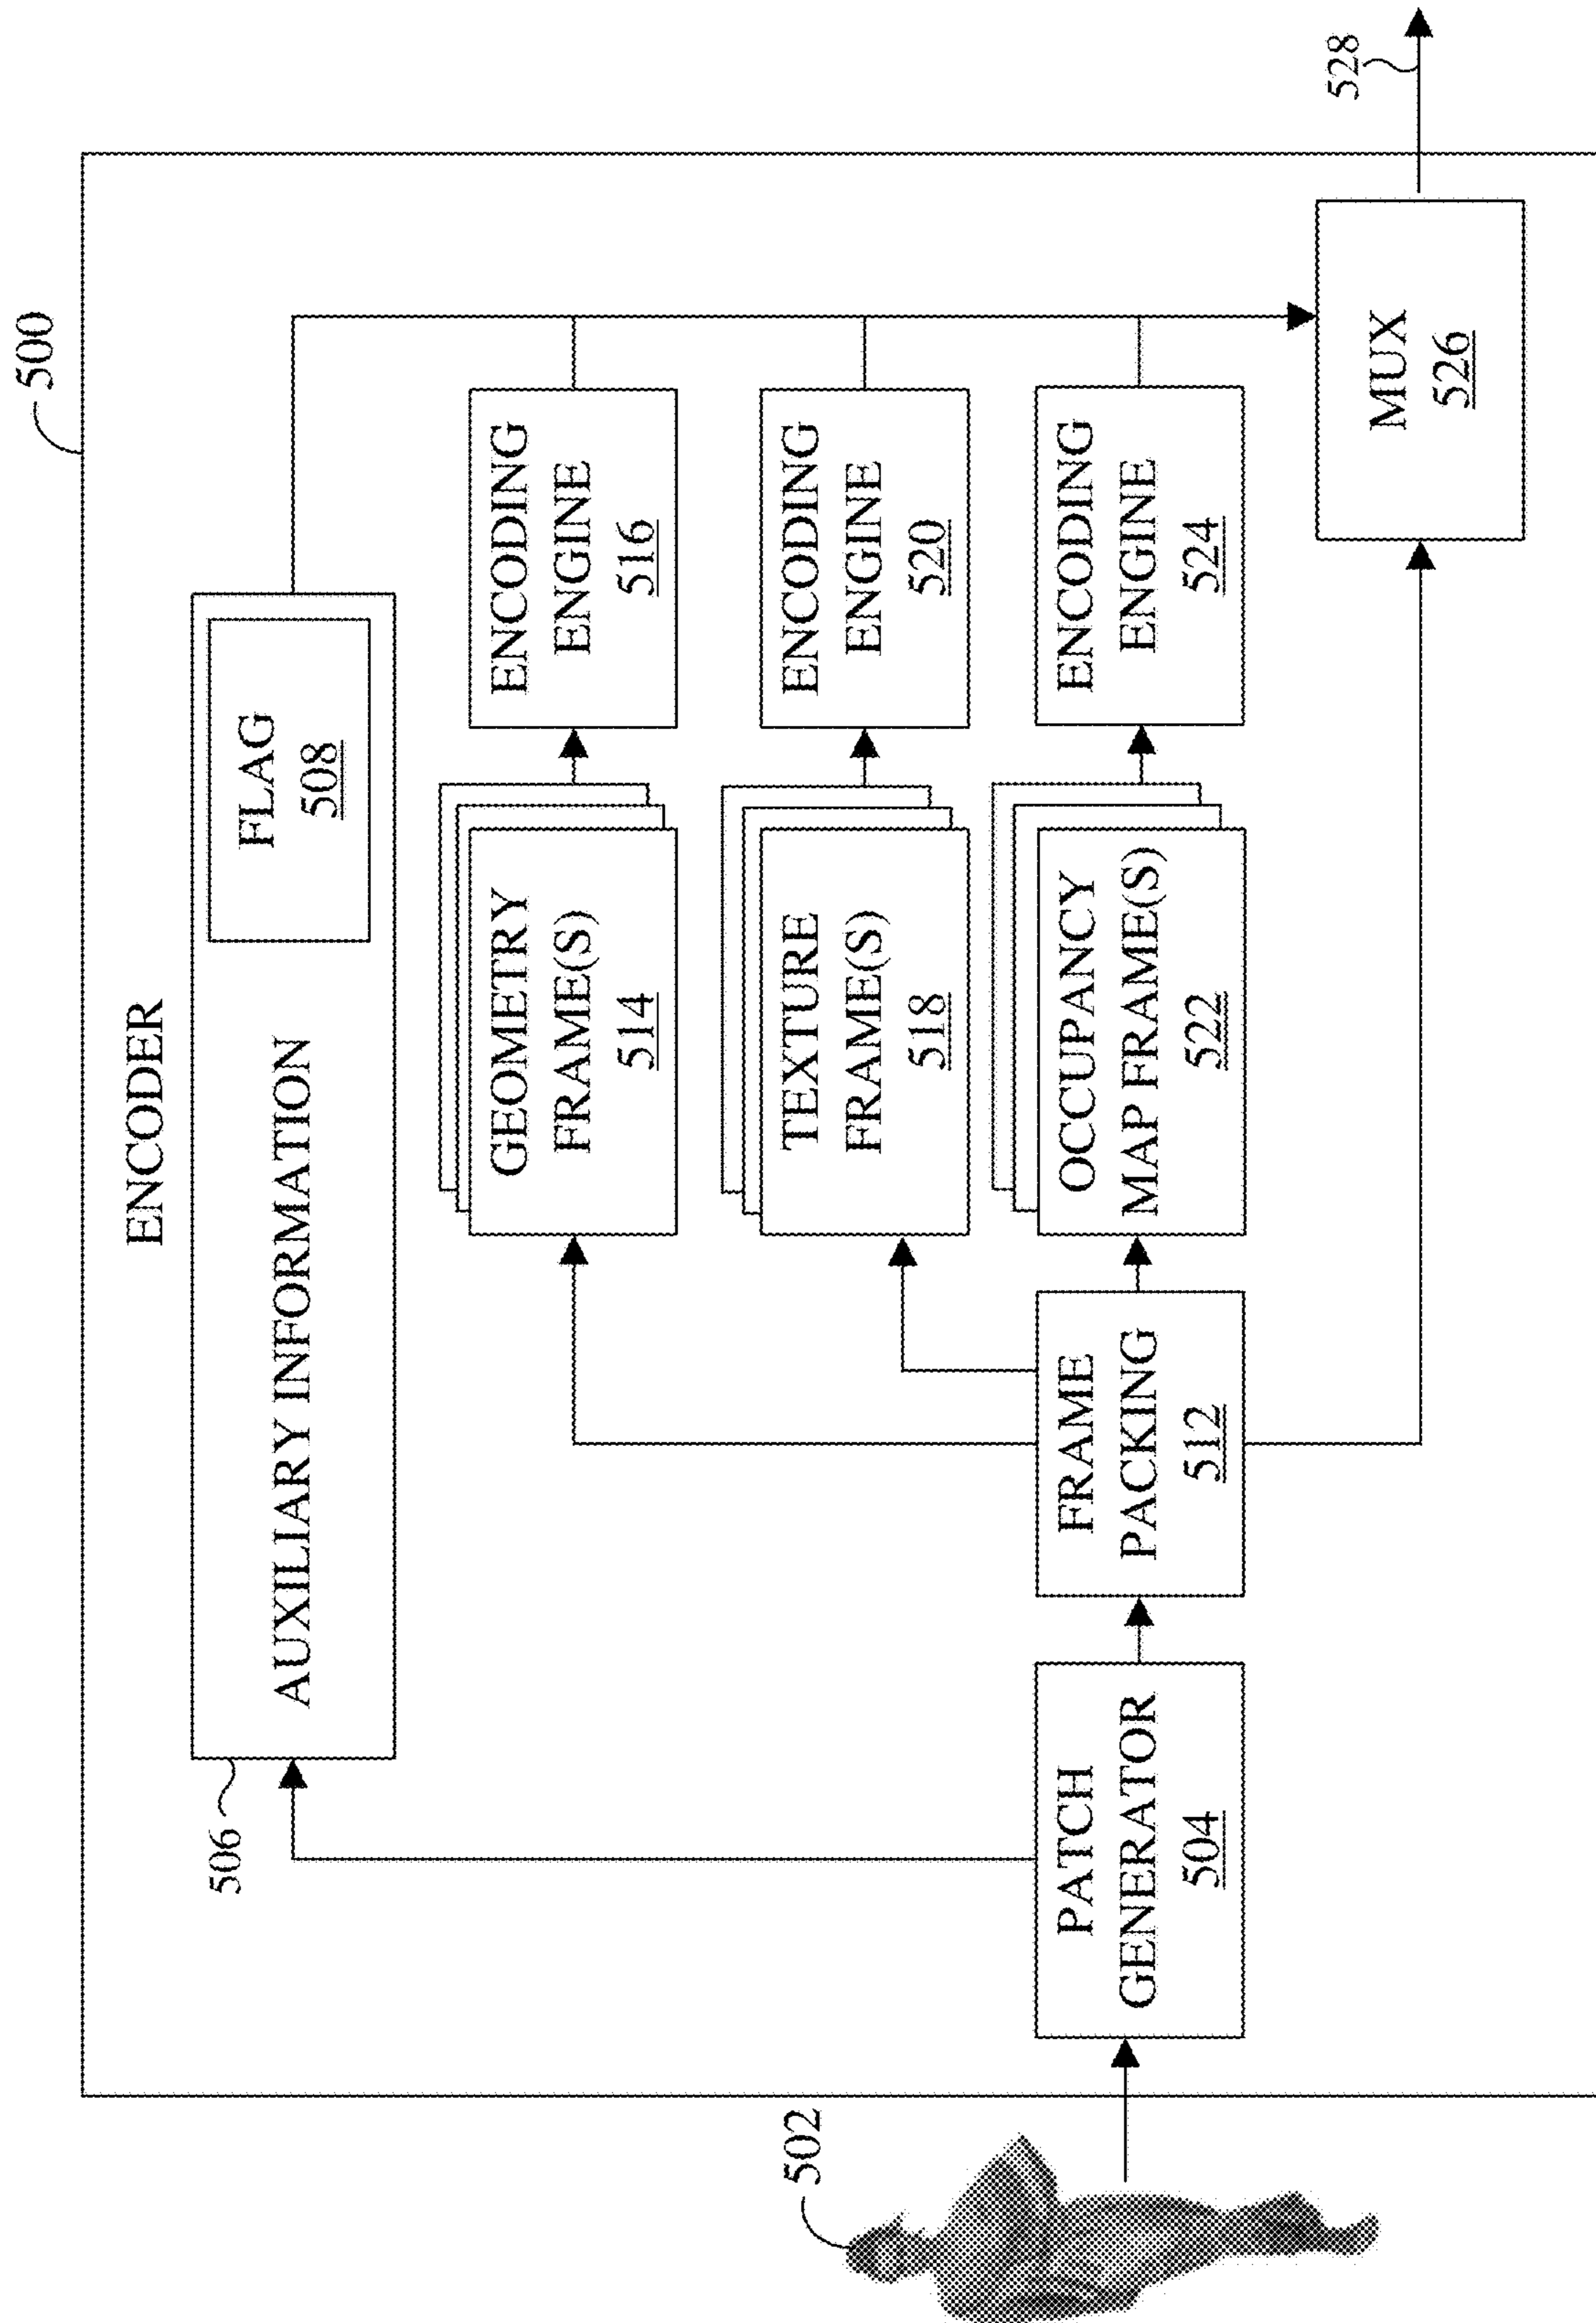 500
ENCODER
506
AUXILIARY INFORMATION
FLAG
508
GEOMETRY
FRAME(S)
514
ENCODING
ENGINE
516
TEXTURE
FRAME(S)
518
ENCODING
ENGINE
520
502
PATCH
GENERATOR
504
FRAME
PACKING
512
OCCUPANCY
MAP FRAME(S)
522
ENCODING
ENGINE
524
MUX
526
528